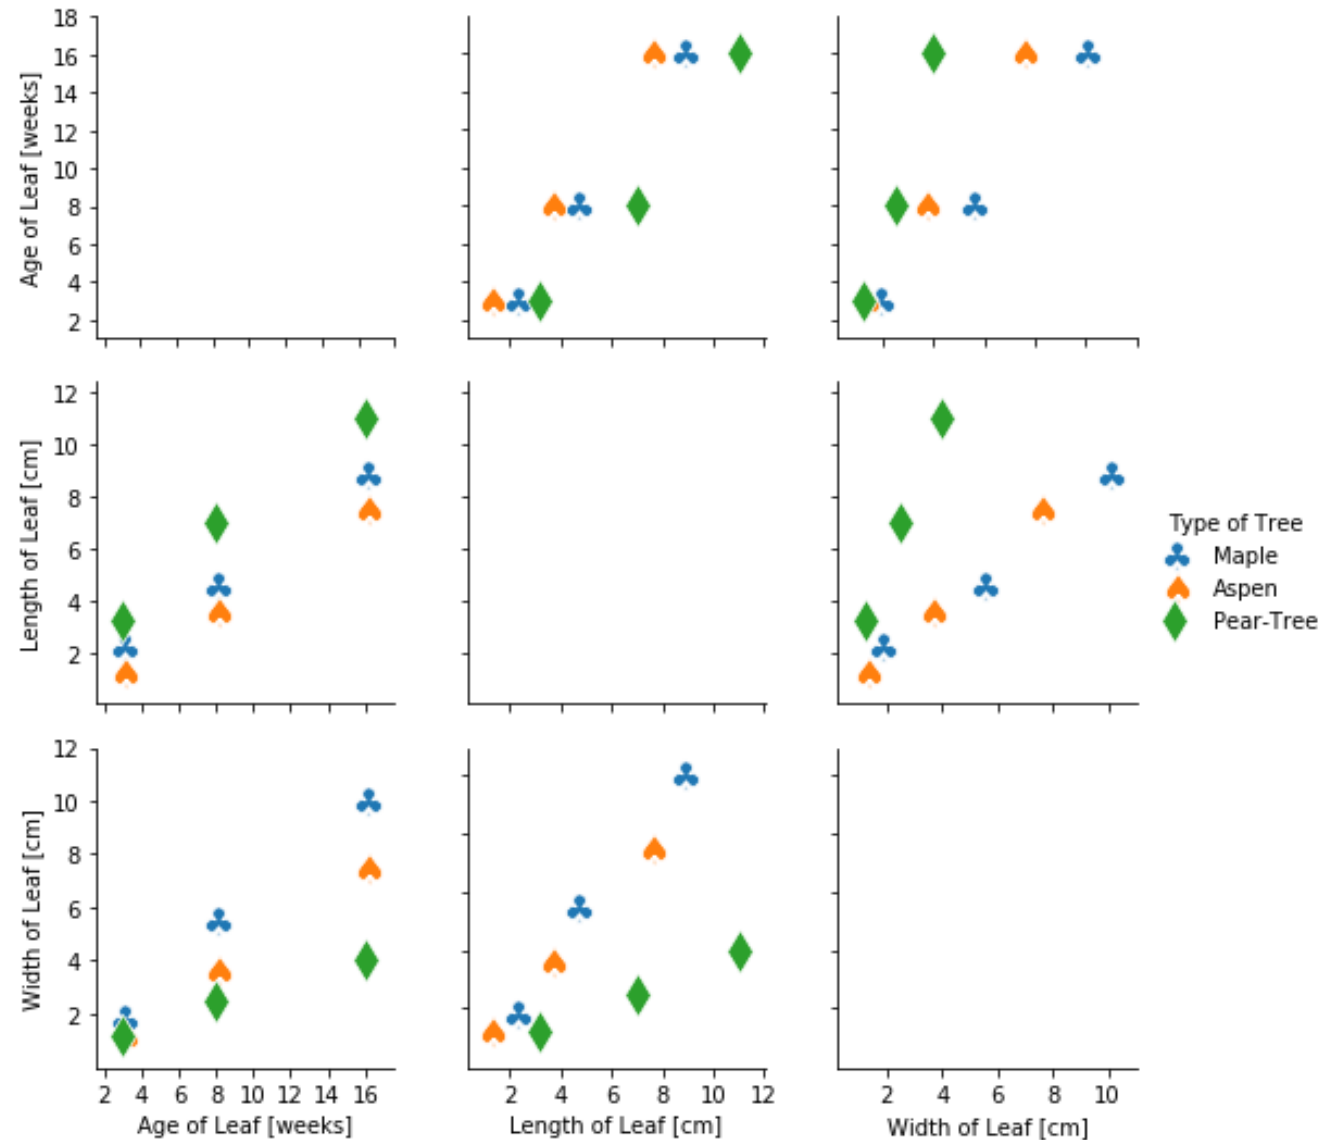 18
16
14
12
10
8
6
4
2
Age of Leaf [weeks]
12
10
8
6
4
2
Length of Leaf [cm]
Type of Tree
Maple
Aspen
Pear-Tree
12
10
8
6
4
2
Width of Leaf [cm]
2 4 6 8 10 12 14 16
Age of Leaf [weeks]
2 4 6 8 10 12
Length of Leaf [cm]
2 4 6 8 10
Width of Leaf [cm]